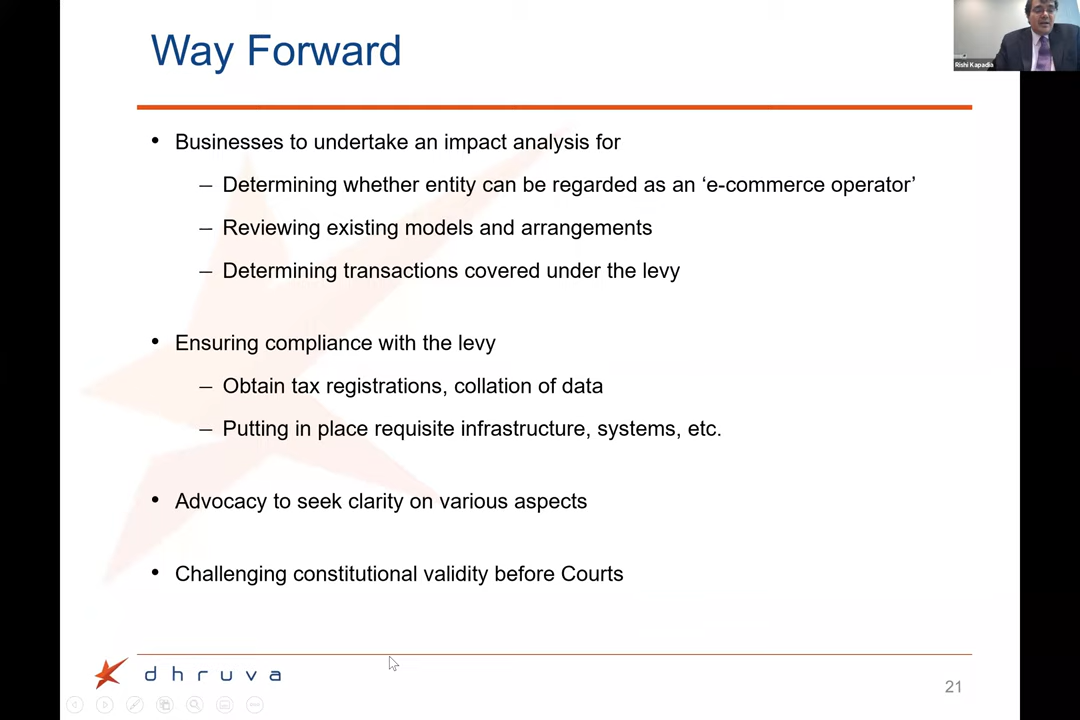 Way Forward
Rishi Kapadia
• Businesses to undertake an impact analysis for
– Determining whether entity can be regarded as an ‘e-commerce operator’
– Reviewing existing models and arrangements
– Determining transactions covered under the levy
• Ensuring compliance with the levy
– Obtain tax registrations, collation of data
– Putting in place requisite infrastructure, systems, etc.
• Advocacy to seek clarity on various aspects
• Challenging constitutional validity before Courts
dhruva
21